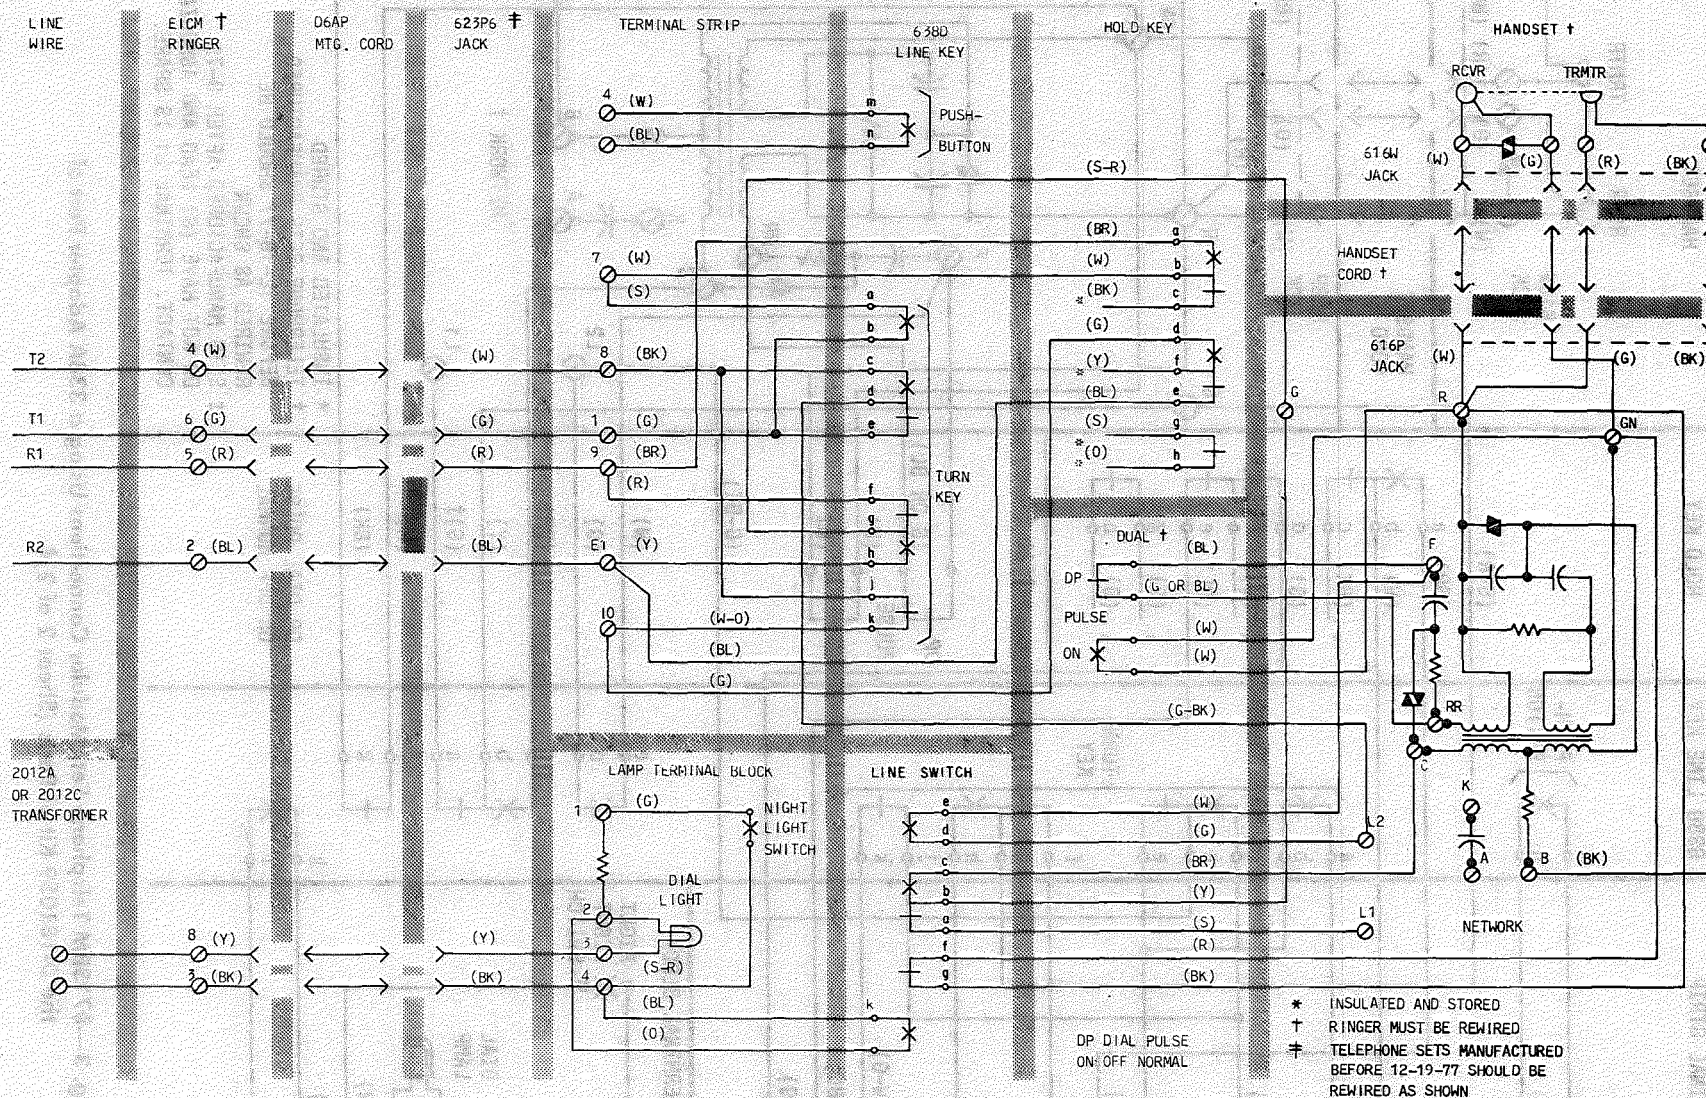 LINE
WIRE
EICM †
RINGER
D6AP
MTG. CORD
623P6 ‡
JACK
TERMINAL STRIP
638D
LINE KEY
HOLD KEY
HANDSET †
RCVR
TRMTR
4
(W)
(BL)
m
n
PUSH-
BUTTON
616W
JACK
(W)
(G)
(R)
(BK)
(S-R)
HANDSET
CORD †
7
(W)
(S)
a
b
(BR)
(W)
*(BK)
(G)
*(Y)
(BL)
(S)
*
*(O)
a
b
c
d
f
e
g
h
616P
JACK
(W)
(G)
(BK)
T2
4 (W)
(W)
8
(BK)
c
d
e
T1
6 (G)
(G)
1
(G)
R1
5 (R)
(R)
9
(BR)
(R)
R2
2 (BL)
(BL)
E1
(Y)
f
g
h
j
k
TURN
KEY
10
(W-O)
(BL)
(G)
(G-BK)
G
R
GN
DUAL †
(BL)
DP
(G OR BL)
PULSE
(W)
ON
(W)
F
RR
C
K
A
B
(BK)
NETWORK
2012A
OR 2012C
TRANSFORMER
LAMP TERMINAL BLOCK
LINE SWITCH
1
(G)
NIGHT
LIGHT
SWITCH
DIAL
LIGHT
2
3
(S-R)
4
(BL)
(O)
k
e
d
c
b
a
f
g
(W)
(G)
(BR)
(Y)
(S)
(R)
(BK)
L2
L1
8 (Y)
(Y)
3 (BK)
(BK)
DP DIAL PULSE
ON OFF NORMAL
* INSULATED AND STORED
† RINGER MUST BE REWIRED
‡ TELEPHONE SETS MANUFACTURED
BEFORE 12-19-77 SHOULD BE
REWIRED AS SHOWN